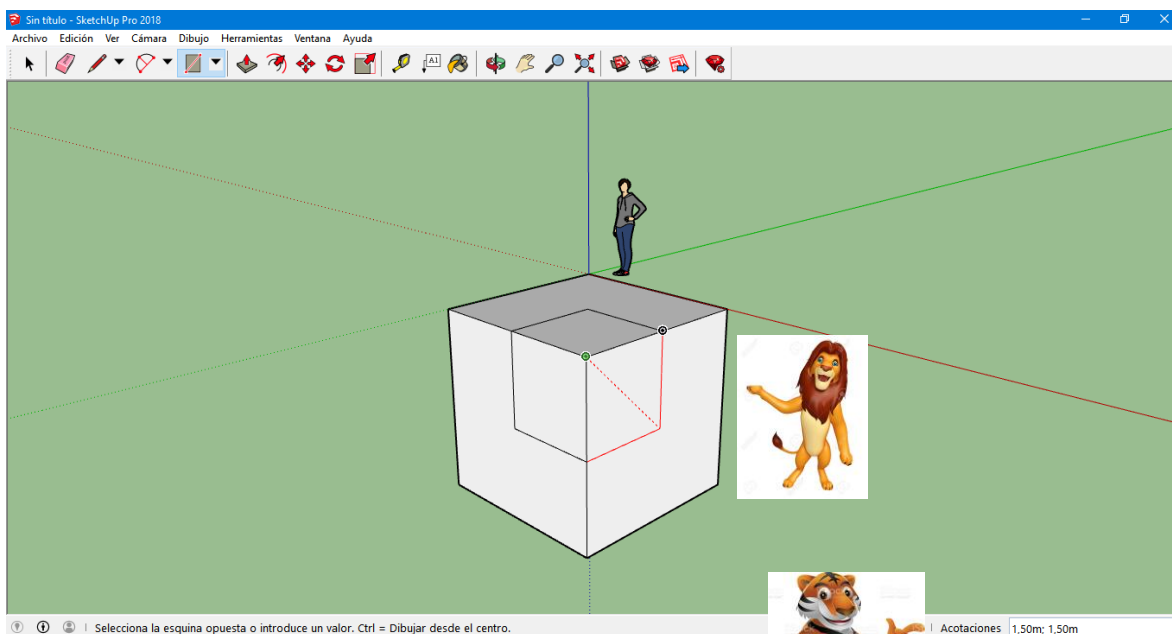 Sin título - SketchUp Pro 2018
Archivo Edición Ver Cámara Dibujo Herramientas Ventana Ayuda
A1
Selecciona la esquina opuesta o introduce un valor. Ctrl = Dibujar desde el centro.
Acotaciones 1,50m; 1,50m